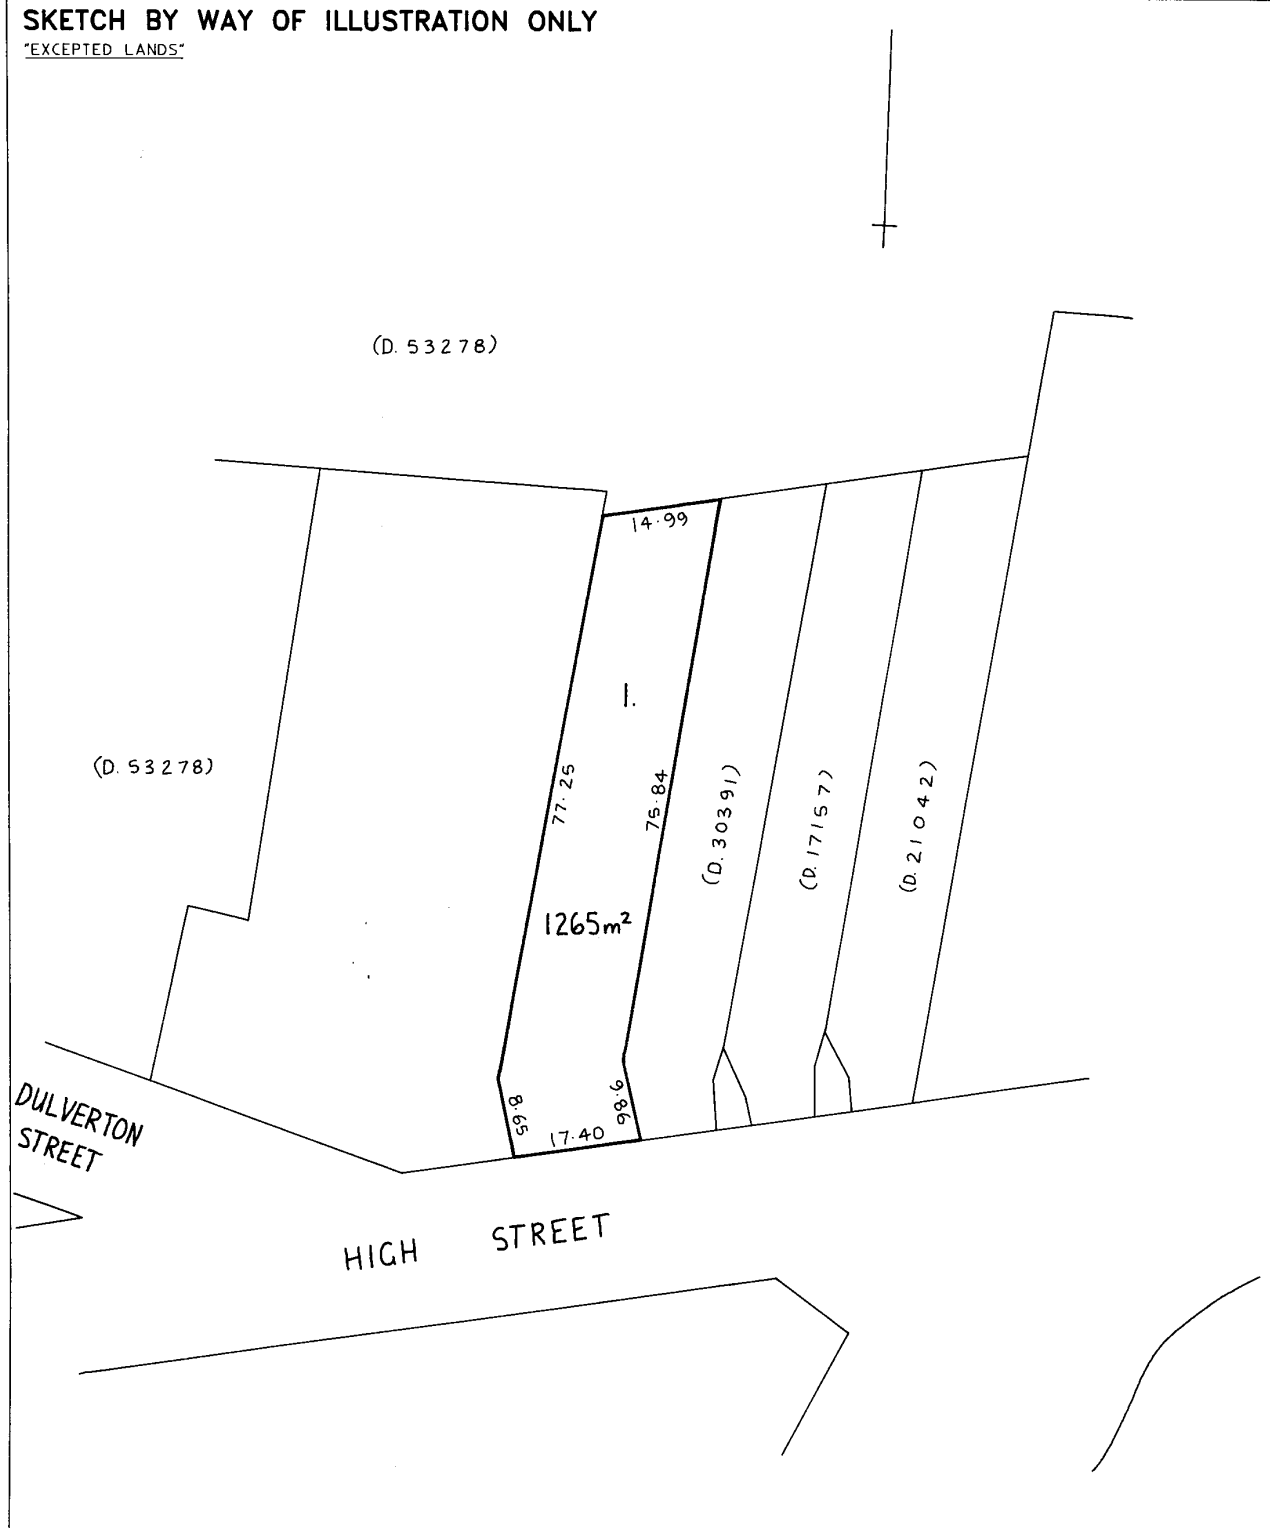 SKETCH BY WAY OF ILLUSTRATION ONLY
"EXCEPTED LANDS"
(D. 53278)
14.99
1.
(D. 53278)
77.25
75.84
(D. 30391)
(D. 17157)
(D. 21042)
1265m²
8.65
9.86
17.40
DULVERTON
STREET
HIGH STREET